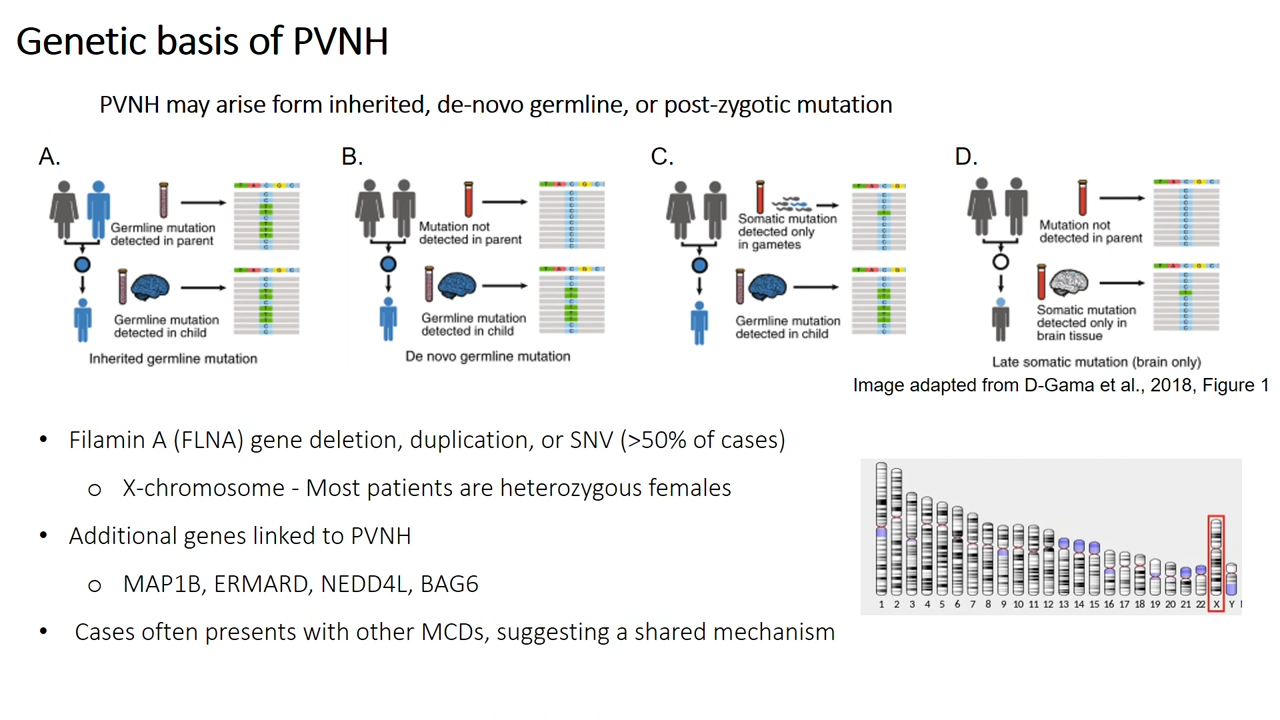 Genetic basis of PVNH
PVNH may arise form inherited, de-novo germline, or post-zygotic mutation
A.
T A C G C
Germline mutation
detected in parent
Germline mutation
detected in child
Inherited germline mutation
B.
T A C G C
Mutation not
detected in parent
Germline mutation
detected in child
De novo germline mutation
C.
T A C G
Somatic mutation
detected only
in gametes
Germline mutation
detected in child
D.
T A C G C
Mutation not
detected in parent
Somatic mutation
detected only in
brain tissue
Late somatic mutation (brain only)
Image adapted from D-Gama et al., 2018, Figure 1
• Filamin A (FLNA) gene deletion, duplication, or SNV (>50% of cases)
o X-chromosome - Most patients are heterozygous females
• Additional genes linked to PVNH
o MAP1B, ERMARD, NEDD4L, BAG6
• Cases often presents with other MCDs, suggesting a shared mechanism
1 2 3 4 5 6 7 8 9 10 11 12 13 14 15 16 17 18 19 20 21 22 X Y